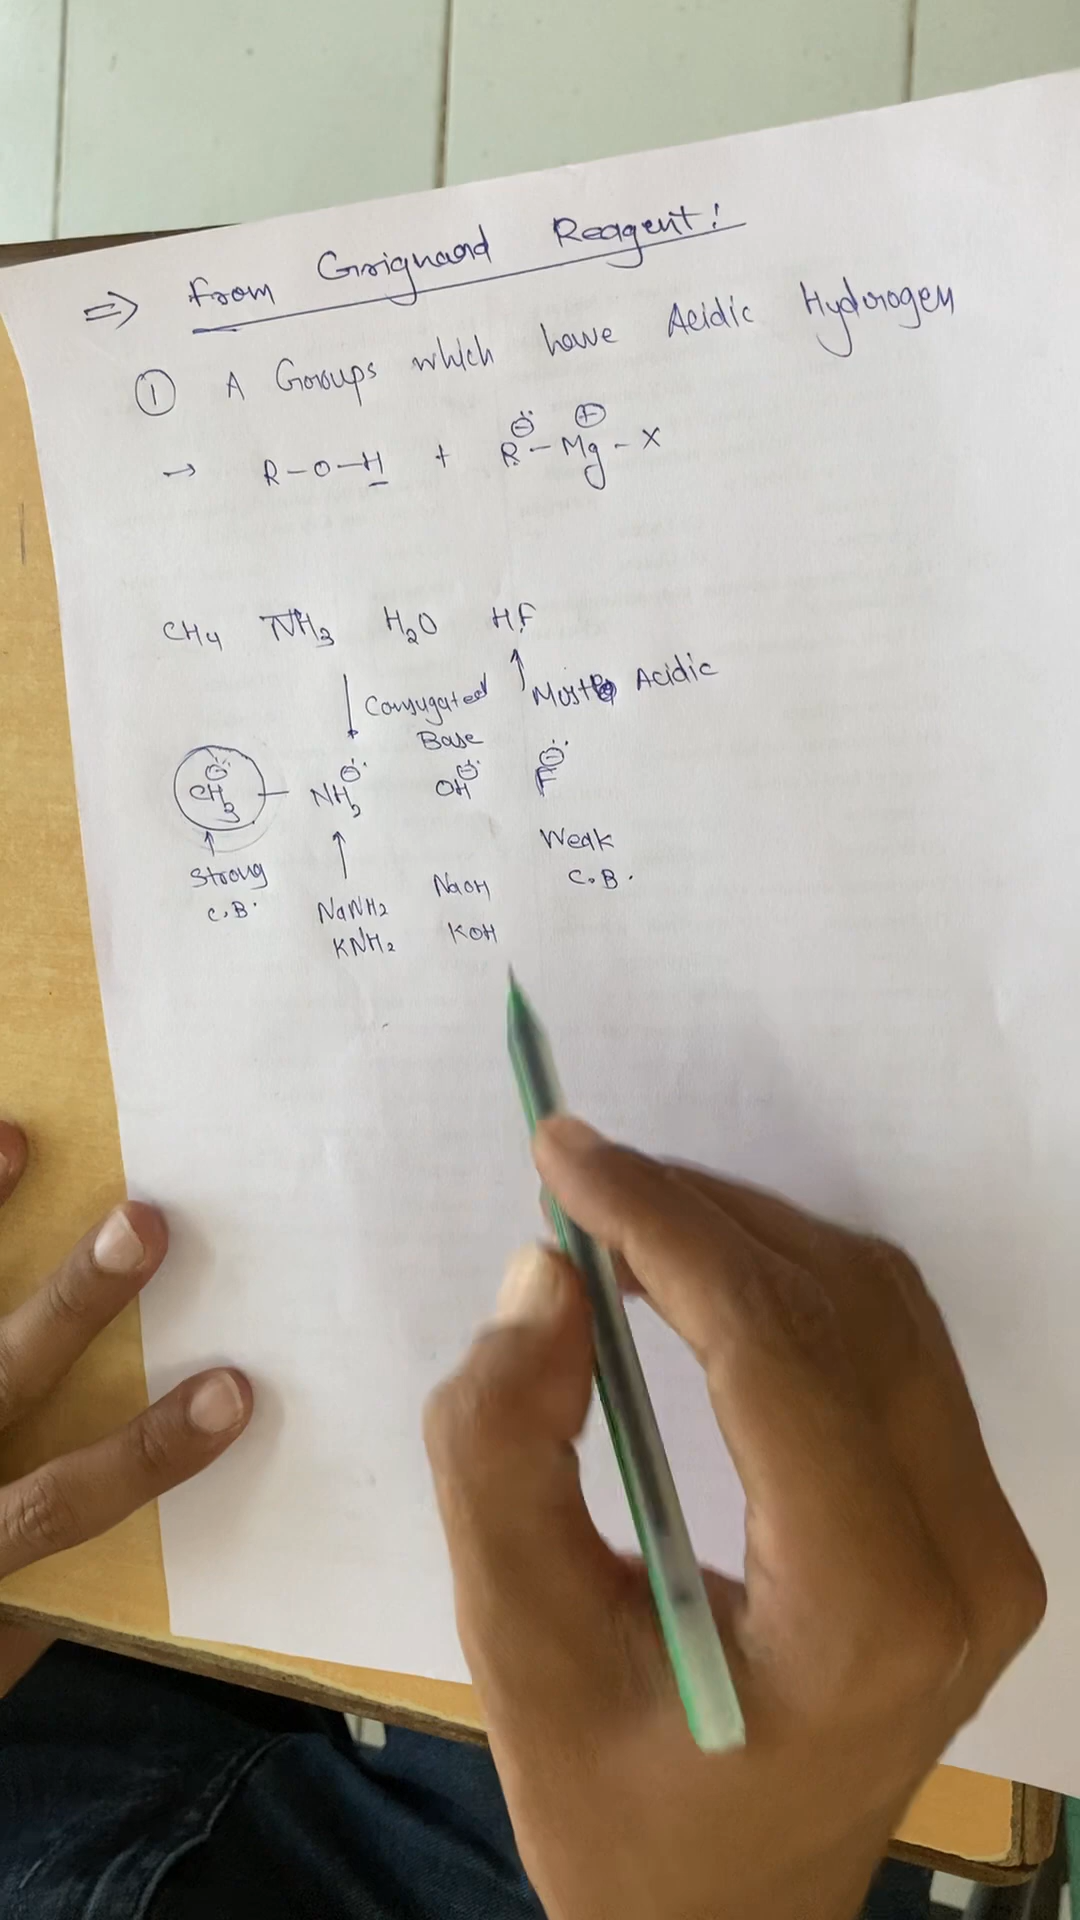 ⇒ From Grignard Reagent:
① A Groups which have Acidic Hydrogen
→ R-O-H + R^⊖-Mg^⊕-X
CH4 NH3 H2O HF
↓ Conjugated Base
↑ Most Acidic
CH3^⊖ - NH2^⊖ OH^⊖ F^⊖
↑ Strong C.B.
↑ NaNH2
KNH2
NaOH
KOH
Weak
C.B.